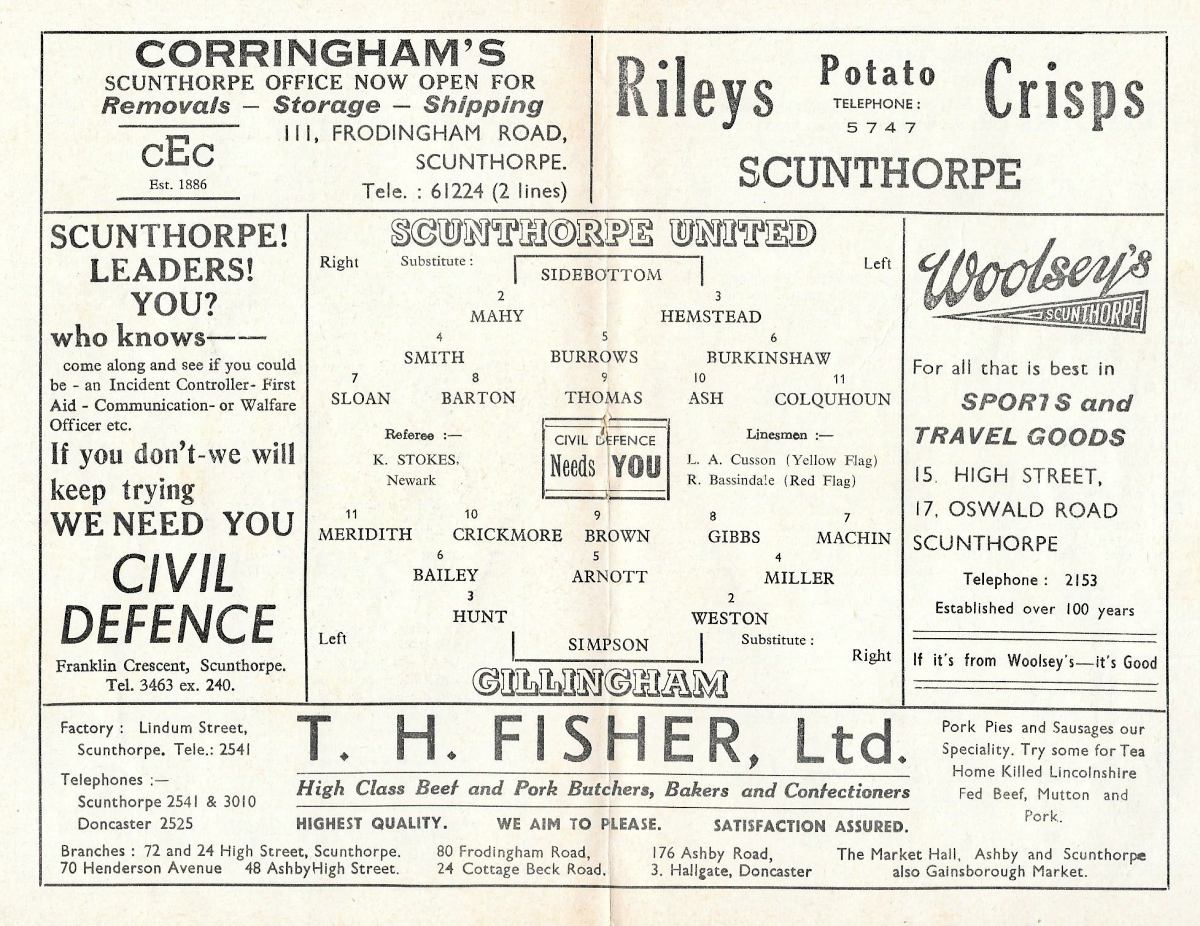 CORRINGHAM'S
SCUNTHORPE OFFICE NOW OPEN FOR
Removals — Storage — Shipping
cEc
Est. 1886
111, FRODINGHAM ROAD,
SCUNTHORPE.
Tele. : 61224 (2 lines)
Rileys Potato Crisps
TELEPHONE :
5747
SCUNTHORPE
SCUNTHORPE!
LEADERS!
YOU?
who knows——
come along and see if you could
be - an Incident Controller- First
Aid - Communication- or Walfare
Officer etc.
If you don't-we will
keep trying
WE NEED YOU
CIVIL
DEFENCE
Franklin Crescent, Scunthorpe.
Tel. 3463 ex. 240.
SCUNTHORPE UNITED
Right Substitute : Left
SIDEBOTTOM
2 3
MAHY HEMSTEAD
4 5 6
SMITH BURROWS BURKINSHAW
7 8 9 10 11
SLOAN BARTON THOMAS ASH COLQUHOUN
Referee :—
K. STOKES,
Newark
CIVIL DEFENCE
Needs YOU
Linesmen :—
L. A. Cusson (Yellow Flag)
R. Bassindale (Red Flag)
11 10 9 8 7
MERIDITH CRICKMORE BROWN GIBBS MACHIN
6 5 4
BAILEY ARNOTT MILLER
3 2
HUNT WESTON
Left SIMPSON Substitute :
Right
GILLINGHAM
Woolsey's
SCUNTHORPE
For all that is best in
SPORTS and
TRAVEL GOODS
15. HIGH STREET,
17, OSWALD ROAD
SCUNTHORPE
Telephone : 2153
Established over 100 years
If it's from Woolsey's—it's Good
Factory : Lindum Street,
Scunthorpe. Tele.: 2541
Telephones :—
Scunthorpe 2541 & 3010
Doncaster 2525
T. H. FISHER, Ltd.
High Class Beef and Pork Butchers, Bakers and Confectioners
HIGHEST QUALITY. WE AIM TO PLEASE. SATISFACTION ASSURED.
Pork Pies and Sausages our
Speciality. Try some for Tea
Home Killed Lincolnshire
Fed Beef, Mutton and
Pork.
Branches : 72 and 24 High Street, Scunthorpe. 80 Frodingham Road, 176 Ashby Road, The Market Hall, Ashby and Scunthorpe
70 Henderson Avenue 48 AshbyHigh Street. 24 Cottage Beck Road. 3. Hallgate, Doncaster also Gainsborough Market.